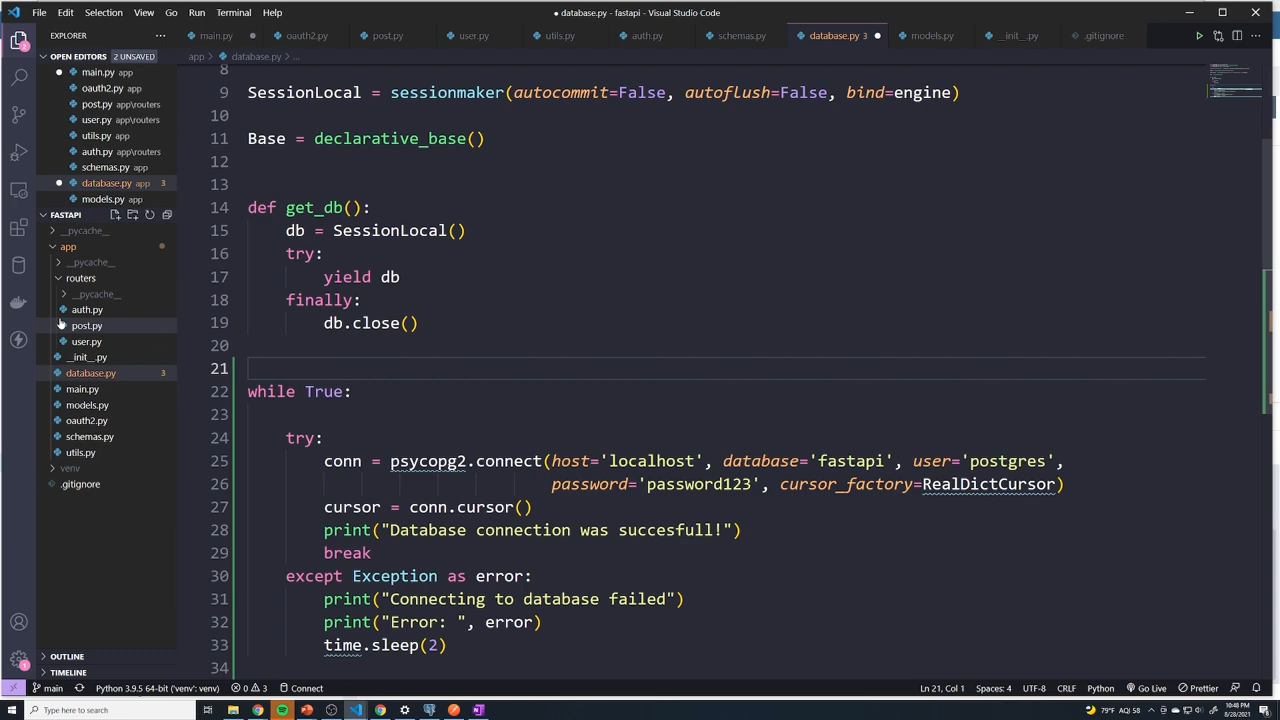 File Edit Selection View Go Run Terminal Help
● database.py - fastapi - Visual Studio Code
EXPLORER ···
main.py oauth2.py post.py user.py utils.py auth.py schemas.py database.py 3 models.py __init__.py .gitignore
OPEN EDITORS 2 UNSAVED
app > database.py > ...
main.py app
oauth2.py app
post.py app\routers
user.py app\routers
utils.py app
auth.py app\routers
schemas.py app
database.py app 3
models.py app
FASTAPI
__pycache__
app
__pycache__
routers
__pycache__
auth.py
post.py
user.py
__init__.py
database.py 3
main.py
models.py
oauth2.py
schemas.py
utils.py
venv
.gitignore
OUTLINE
TIMELINE
8
9 SessionLocal = sessionmaker(autocommit=False, autoflush=False, bind=engine)
10
11 Base = declarative_base()
12
13
14 def get_db():
15 db = SessionLocal()
16 try:
17 yield db
18 finally:
19 db.close()
20
21
22 while True:
23
24 try:
25 conn = psycopg2.connect(host='localhost', database='fastapi', user='postgres',
26 password='password123', cursor_factory=RealDictCursor)
27 cursor = conn.cursor()
28 print("Database connection was succesfull!")
29 break
30 except Exception as error:
31 print("Connecting to database failed")
32 print("Error: ", error)
33 time.sleep(2)
34
main Python 3.9.5 64-bit ('venv': venv) 0 3 Connect Ln 21, Col 1 Spaces: 4 UTF-8 CRLF Python Go Live Prettier
Type here to search 79°F AQI 58 10:48 PM
8/28/2021